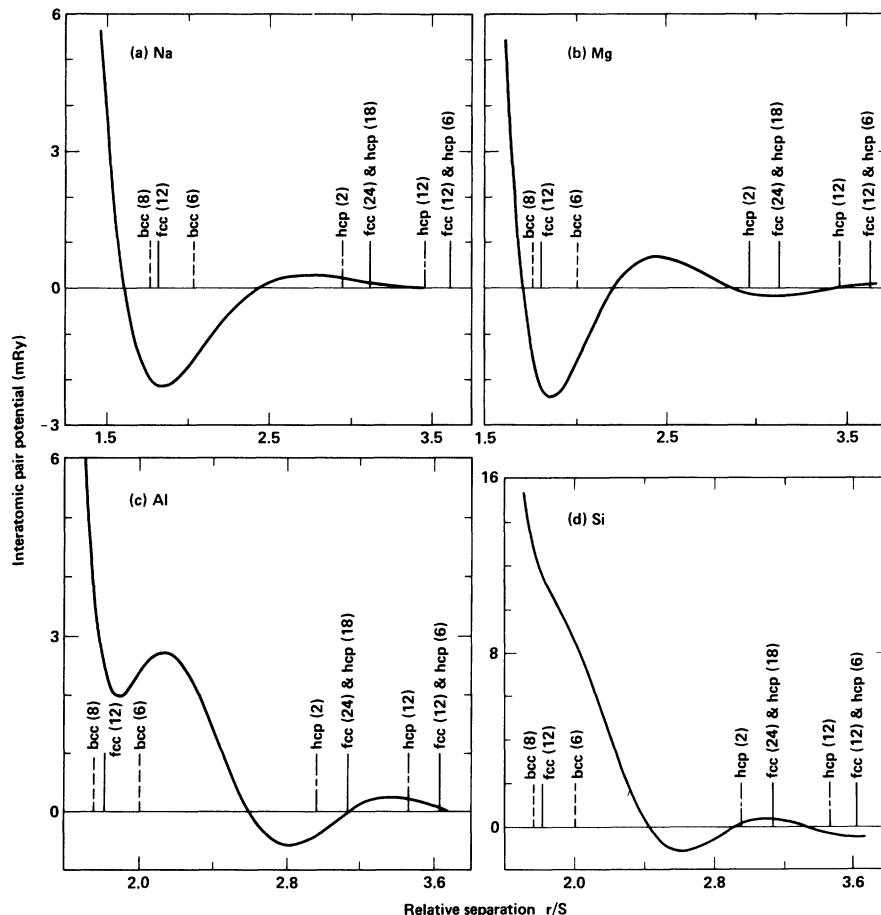 Interatomic pair potential (mRy)
(a) Na
6
3
0
-3
1.5
2.5
3.5
bcc (8)
fcc (12)
bcc (6)
hcp (2)
fcc (24) & hcp (18)
hcp (12)
fcc (12) & hcp (6)
(b) Mg
1.5
2.5
3.5
bcc (8)
fcc (12)
bcc (6)
hcp (2)
fcc (24) & hcp (18)
hcp (12)
fcc (12) & hcp (6)
(c) Al
6
3
0
2.0
2.8
3.6
bcc (8)
fcc (12)
bcc (6)
hcp (2)
fcc (24) & hcp (18)
hcp (12)
fcc (12) & hcp (6)
(d) Si
16
8
0
2.0
2.8
3.6
bcc (8)
fcc (12)
bcc (6)
hcp (2)
fcc (24) & hcp (18)
hcp (12)
fcc (12) & hcp (6)
Relative separation r/S